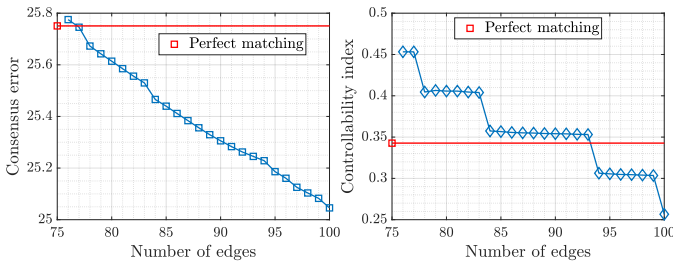 25.8
25.6
25.4
25.2
25
Consensus error
Perfect matching
75 80 85 90 95 100
Number of edges
0.5
0.45
0.4
0.35
0.3
0.25
Controllability index
Perfect matching
75 80 85 90 95 100
Number of edges